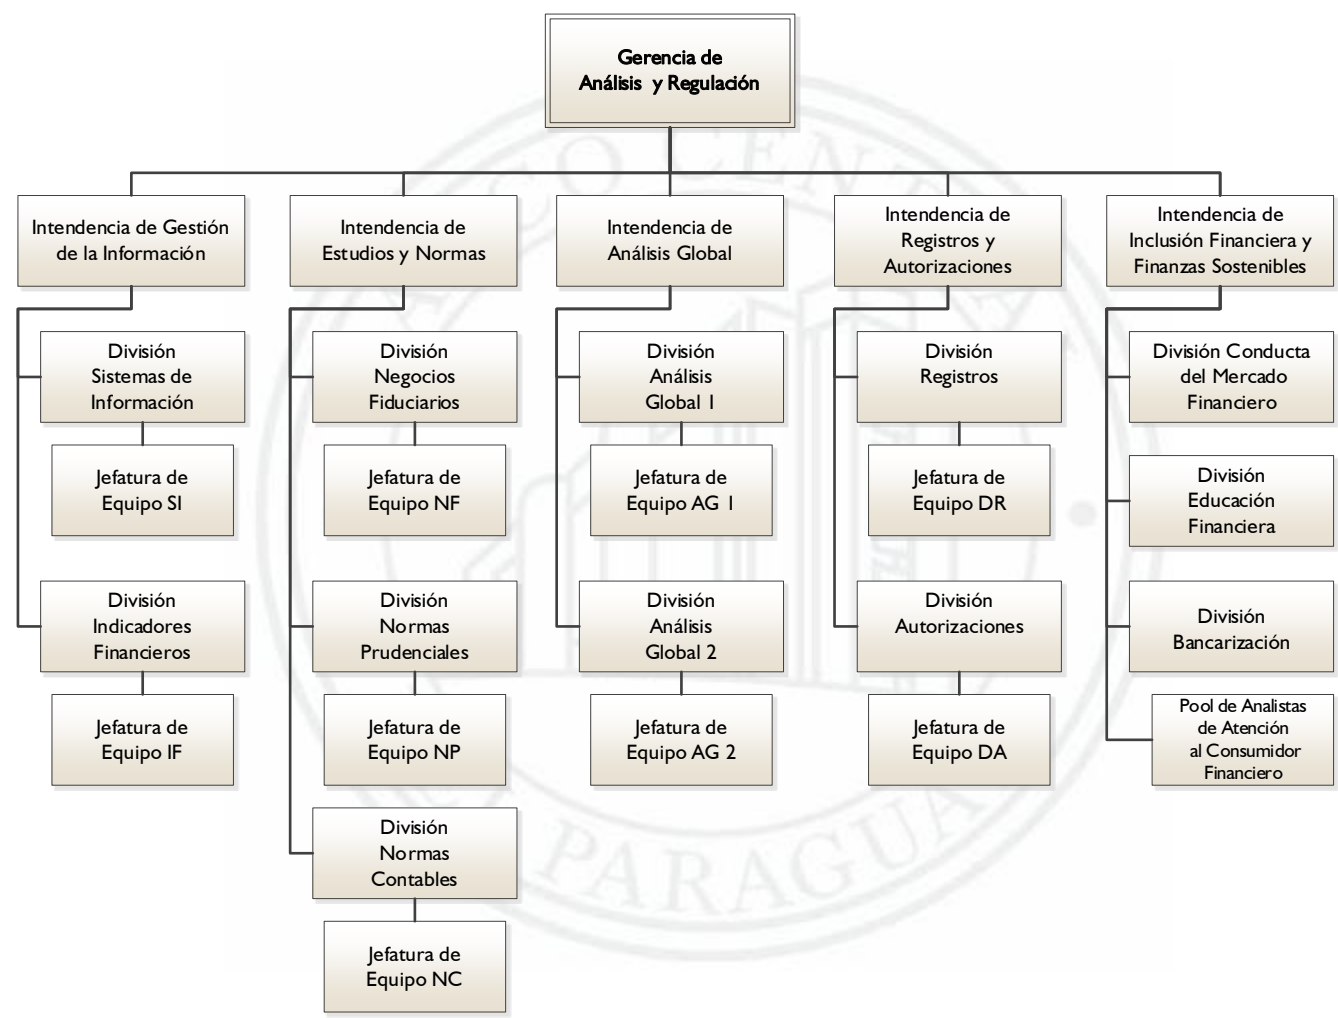 Gerencia de
Análisis y Regulación
Intendencia de Gestión
de la Información
Intendencia de
Estudios y Normas
Intendencia de
Análisis Global
Intendencia de
Registros y
Autorizaciones
Intendencia de
Inclusión Financiera y
Finanzas Sostenibles
División
Sistemas de
Información
División
Negocios
Fiduciarios
División
Análisis
Global 1
División
Registros
División Conducta
del Mercado
Financiero
Jefatura de
Equipo SI
Jefatura de
Equipo NF
Jefatura de
Equipo AG 1
Jefatura de
Equipo DR
División
Educación
Financiera
División
Indicadores
Financieros
División
Normas
Prudenciales
División
Análisis
Global 2
División
Autorizaciones
División
Bancarización
Jefatura de
Equipo IF
Jefatura de
Equipo NP
Jefatura de
Equipo AG 2
Jefatura de
Equipo DA
Pool de Analistas
de Atención
al Consumidor
Financiero
División
Normas
Contables
Jefatura de
Equipo NC
PARAGUA